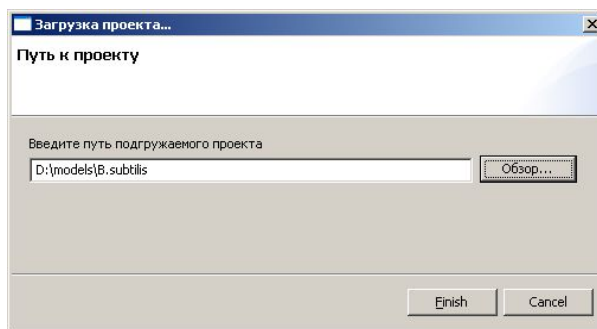 Загрузка проекта...
Путь к проекту
Введите путь подгружаемого проекта
D:\models\B.subtilis
Обзор...
Finish
Cancel